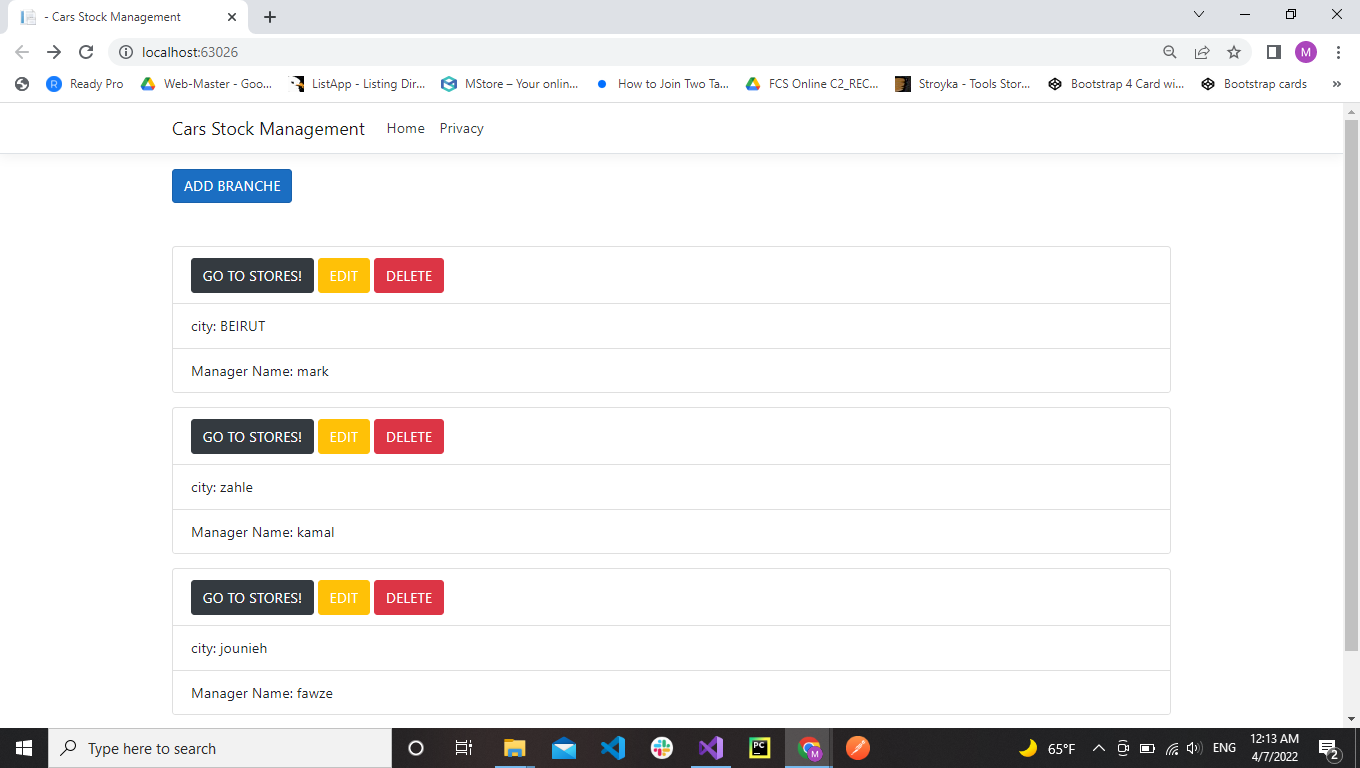 - Cars Stock Management
localhost:63026
M
R Ready Pro Web-Master - Goo... ListApp - Listing Dir... MStore – Your onlin... How to Join Two Ta... FCS Online C2_REC... Stroyka - Tools Stor... Bootstrap 4 Card wi... Bootstrap cards »
Cars Stock Management Home Privacy
ADD BRANCHE
GO TO STORES! EDIT DELETE
city: BEIRUT
Manager Name: mark
GO TO STORES! EDIT DELETE
city: zahle
Manager Name: kamal
GO TO STORES! EDIT DELETE
city: jounieh
Manager Name: fawze
Type here to search PC M 65°F ENG 12:13 AM
4/7/2022 2